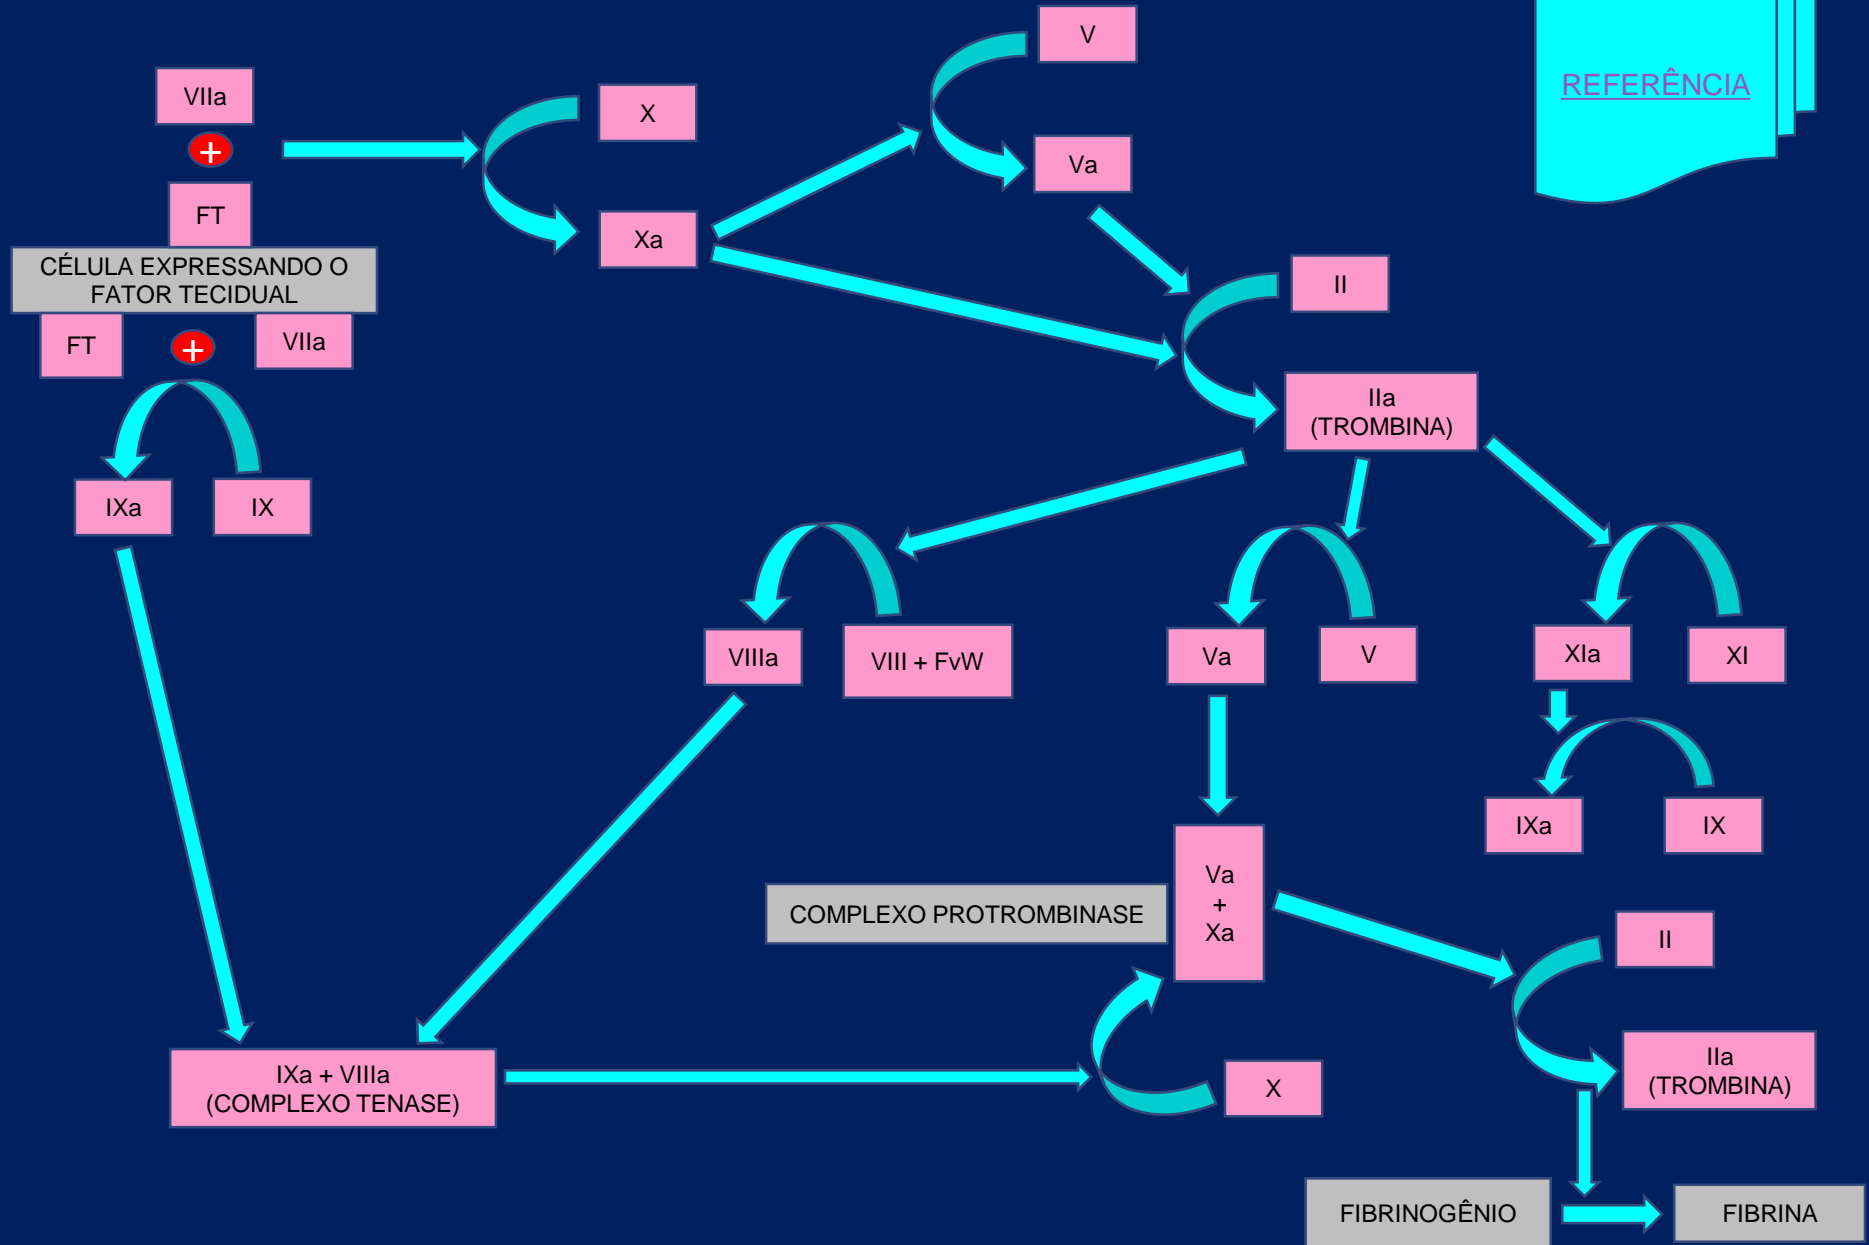 V
REFERÊNCIA
VIIa
X
+
Va
FT
Xa
CÉLULA EXPRESSANDO O
FATOR TECIDUAL
II
FT
+
VIIa
IIa
(TROMBINA)
IXa
IX
VIIIa
VIII + FvW
Va
V
XIa
XI
IXa
IX
Va
+
Xa
COMPLEXO PROTROMBINASE
II
IXa + VIIIa
(COMPLEXO TENASE)
X
IIa
(TROMBINA)
FIBRINOGÊNIO
FIBRINA